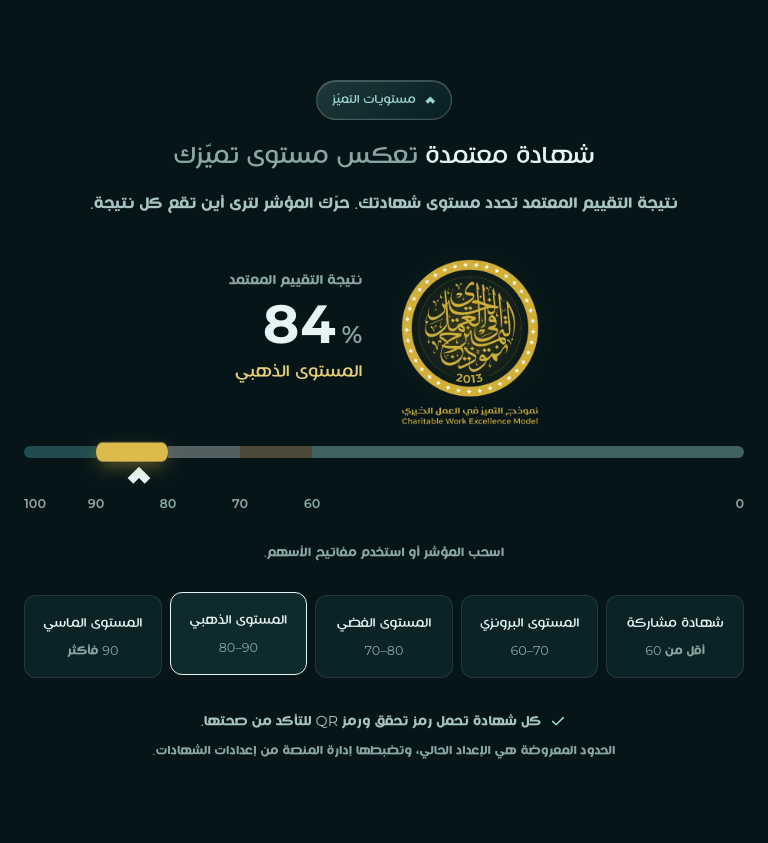 مستويات التميّز
شهادة معتمدة تعكس مستوى تميّزك
نتيجة التقييم المعتمد تحدد مستوى شهادتك. حرّك المؤشر لترى أين تقع كل نتيجة.
2013
نموذج التميز في العمل الخيري
Charitable Work Excellence Model
نتيجة التقييم المعتمد
84 %
المستوى الذهبي
0
60
70
80
90
100
اسحب المؤشر أو استخدم مفاتيح الأسهم.
شهادة مشاركة
أقل من 60
المستوى البرونزي
60–70
المستوى الفضي
70–80
المستوى الذهبي
80–90
المستوى الماسي
90 فأكثر
كل شهادة تحمل رمز تحقق ورمز QR للتأكد من صحتها.
الحدود المعروضة هي الإعداد الحالي، وتضبطها إدارة المنصة من إعدادات الشهادات.